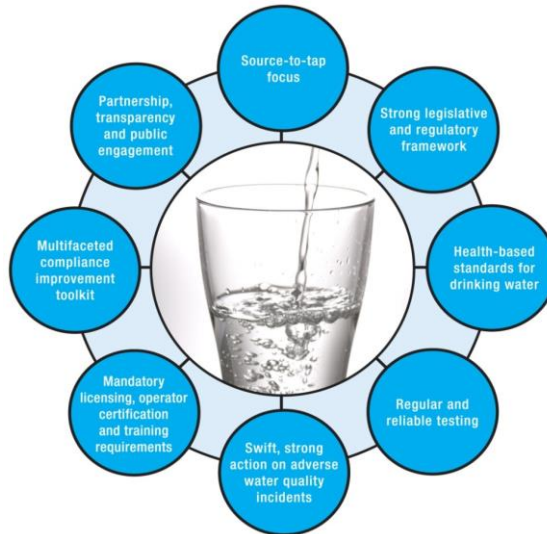 Source-to-tap
focus
Strong legislative
and regulatory
framework
Health-based
standards for
drinking water
Regular and
reliable testing
Swift, strong
action on adverse
water quality
incidents
Mandatory
licensing, operator
certification
and training
requirements
Multifaceted
compliance
improvement
toolkit
Partnership,
transparency
and public
engagement